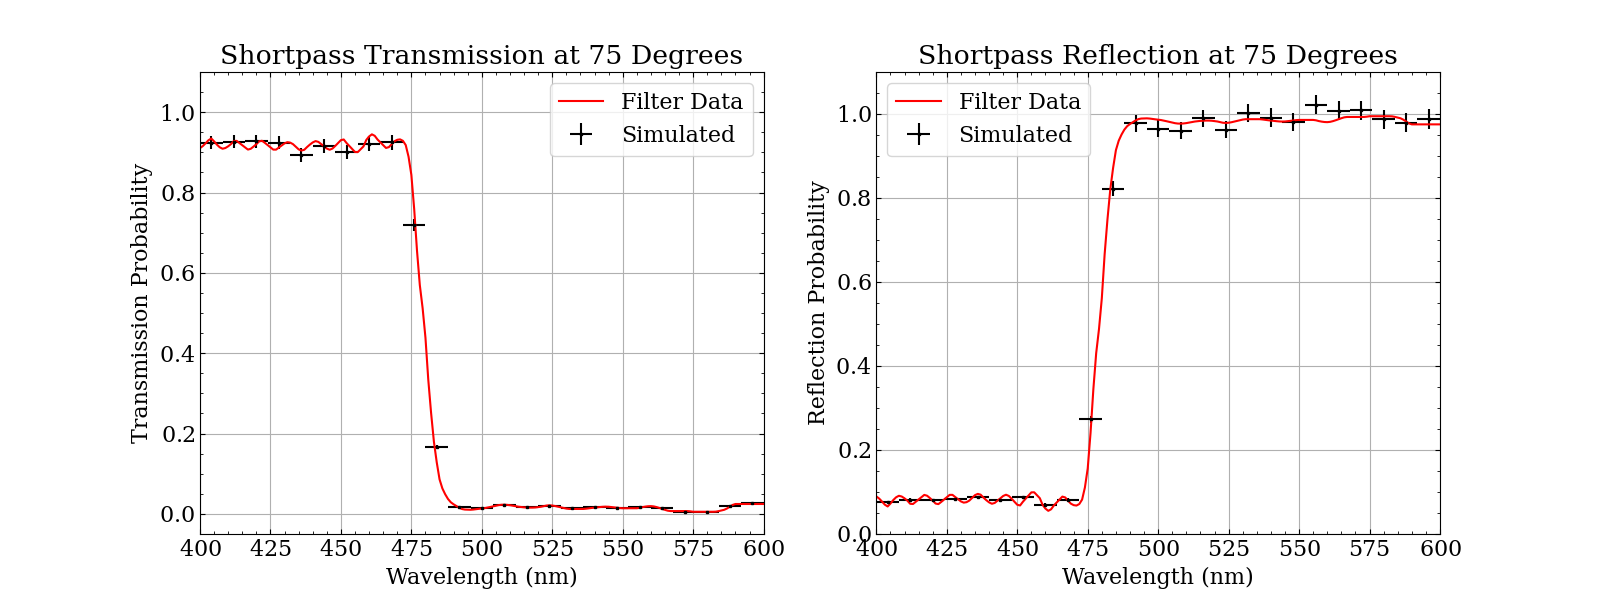 Shortpass Transmission at 75 Degrees
Filter Data
Simulated
Transmission Probability
1.0
0.8
0.6
0.4
0.2
0.0
400 425 450 475 500 525 550 575 600
Wavelength (nm)
Shortpass Reflection at 75 Degrees
Filter Data
Simulated
Reflection Probability
1.0
0.8
0.6
0.4
0.2
0.0
400 425 450 475 500 525 550 575 600
Wavelength (nm)